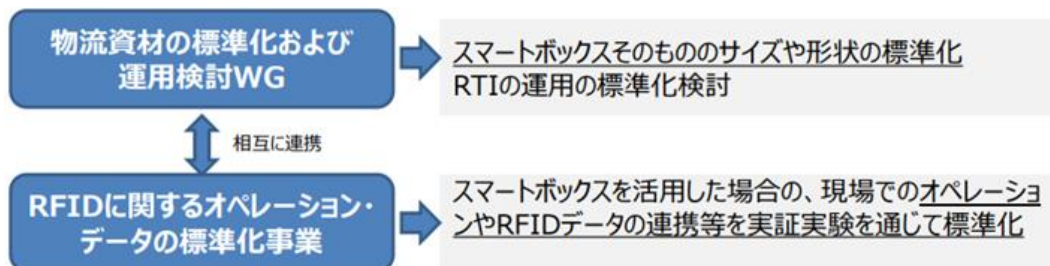 物流資材の標準化および
運用検討WG
スマートボックスそのもののサイズや形状の標準化
RTIの運用の標準化検討
相互に連携
RFIDに関するオペレーション・
データの標準化事業
スマートボックスを活用した場合の、現場でのオペレーショ
ンやRFIDデータの連携等を実証実験を通じて標準化